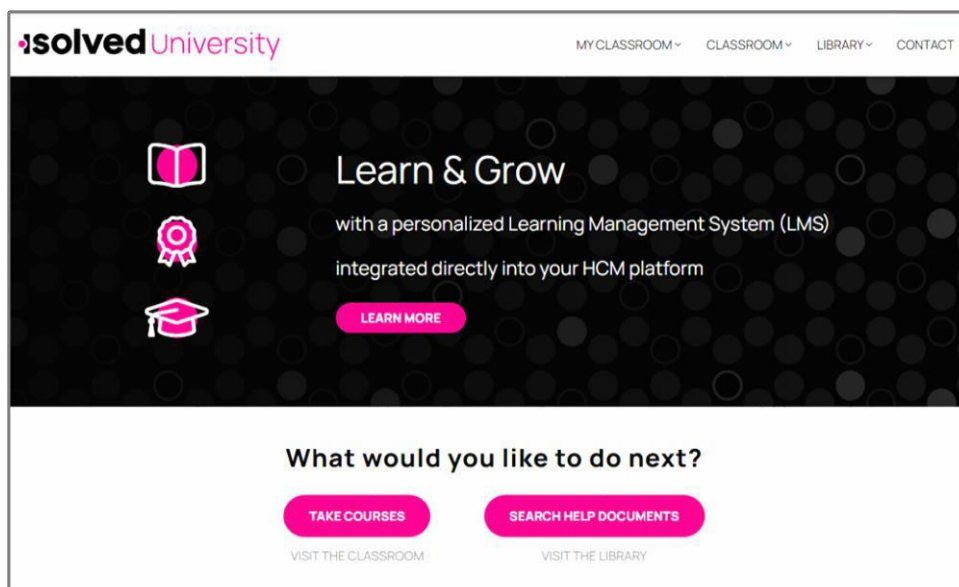 isolved University
MY CLASSROOM
CLASSROOM
LIBRARY
CONTACT
Learn & Grow
with a personalized Learning Management System (LMS)
integrated directly into your HCM platform
LEARN MORE
What would you like to do next?
TAKE COURSES
SEARCH HELP DOCUMENTS
VISIT THE CLASSROOM
VISIT THE LIBRARY